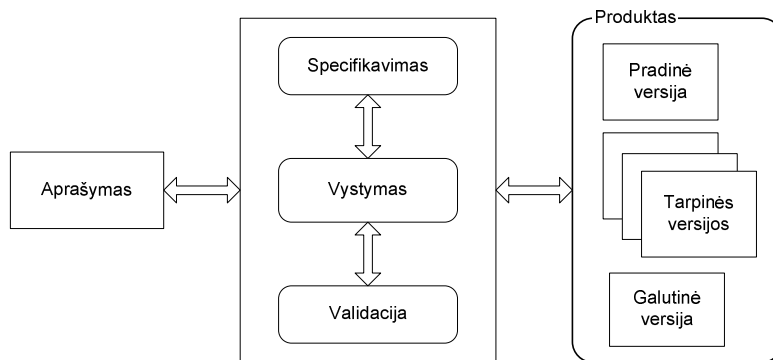 Aprašymas
Specifikavimas
Vystymas
Validacija
Produktas
Pradinė
versija
Tarpinės
versijos
Galutinė
versija